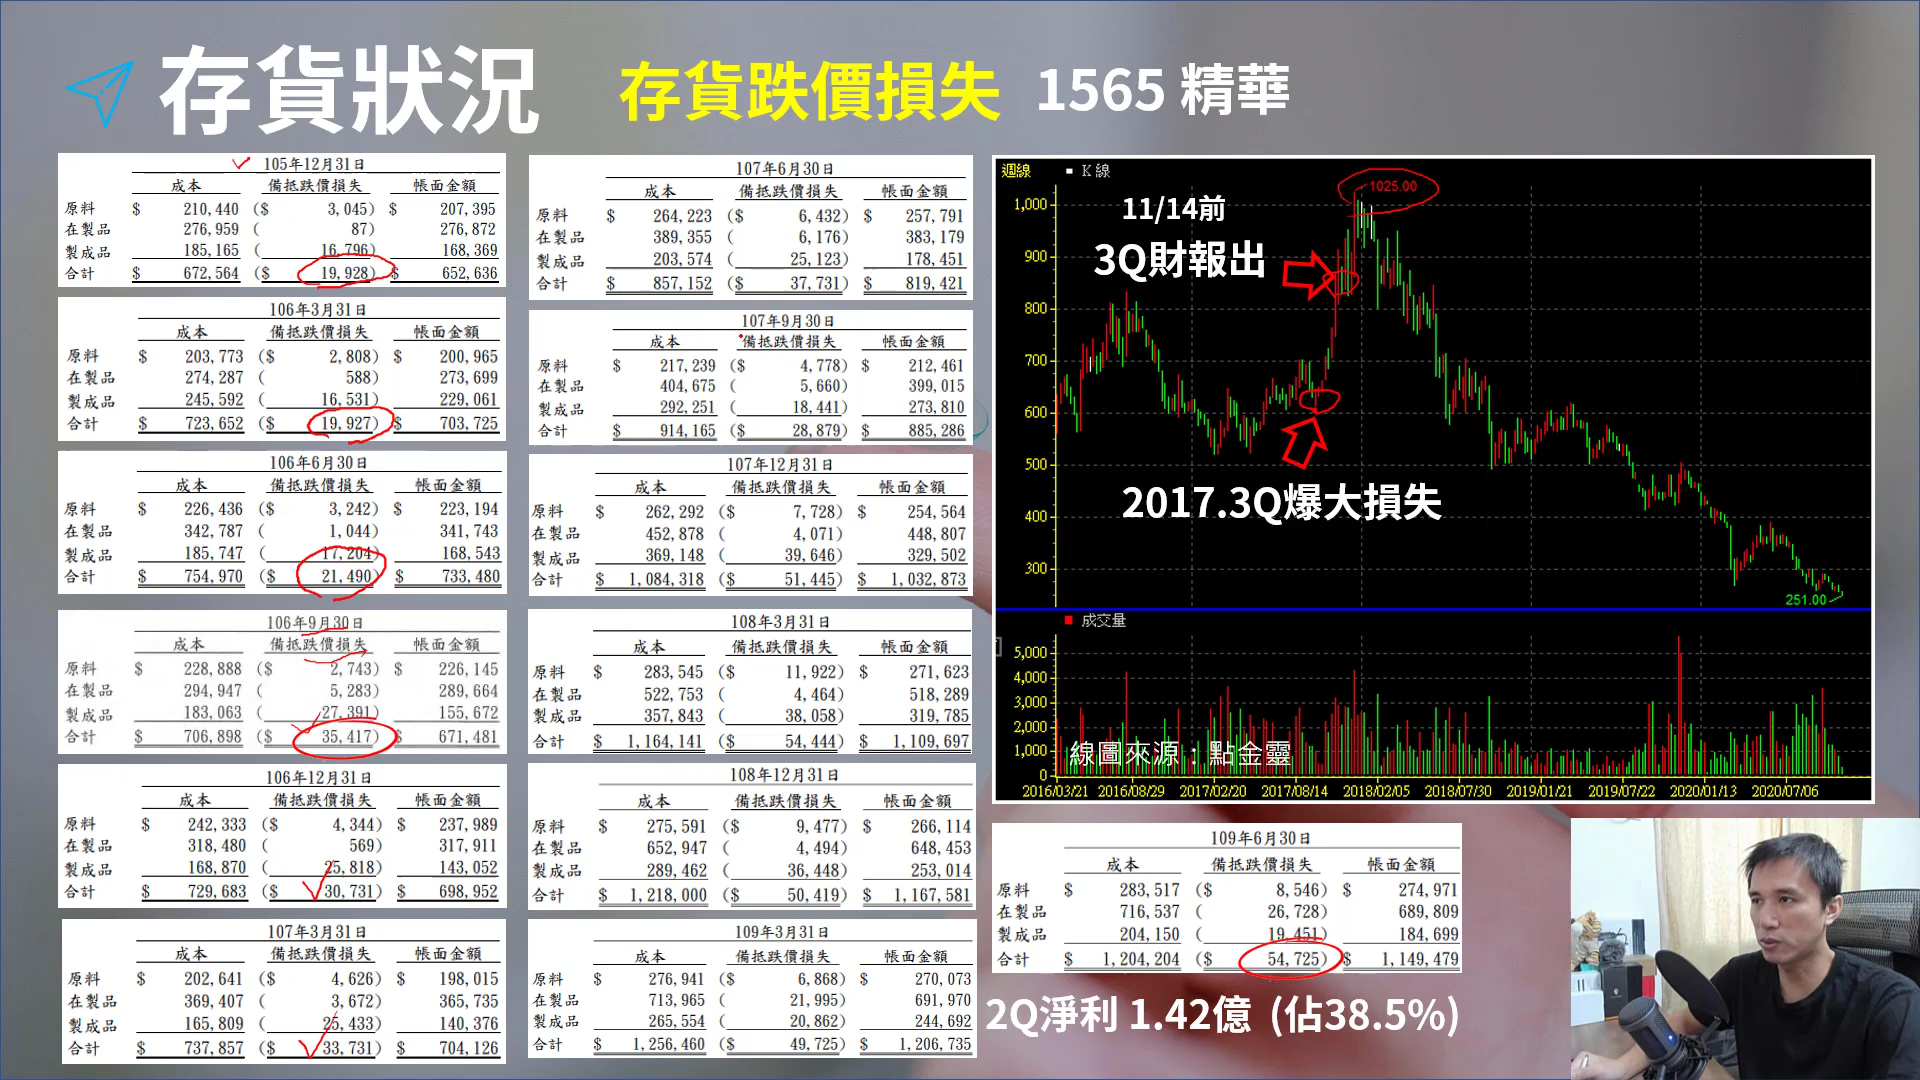 存貨狀況
存貨跌價損失 1565 精華
105年12月31日
成本 備抵跌價損失 帳面金額
原料 $ 210,440 ($ 3,045) $ 207,395
在製品 276,959 ( 87) 276,872
製成品 185,165 ( 16,796) 168,369
合計 $ 672,564 ($ 19,928) $ 652,636
106年3月31日
成本 備抵跌價損失 帳面金額
原料 $ 203,773 ($ 2,808) $ 200,965
在製品 274,287 ( 588) 273,699
製成品 245,592 ( 16,531) 229,061
合計 $ 723,652 ($ 19,927) $ 703,725
106年6月30日
成本 備抵跌價損失 帳面金額
原料 $ 226,436 ($ 3,242) $ 223,194
在製品 342,787 ( 1,044) 341,743
製成品 185,747 ( 17,204) 168,543
合計 $ 754,970 ($ 21,490) $ 733,480
106年9月30日
成本 備抵跌價損失 帳面金額
原料 $ 228,888 ($ 2,743) $ 226,145
在製品 294,947 ( 5,283) 289,664
製成品 183,063 ( 27,391) 155,672
合計 $ 706,898 ($ 35,417) $ 671,481
106年12月31日
成本 備抵跌價損失 帳面金額
原料 $ 242,333 ($ 4,344) $ 237,989
在製品 318,480 ( 569) 317,911
製成品 168,870 ( 25,818) 143,052
合計 $ 729,683 ($ 30,731) $ 698,952
107年3月31日
成本 備抵跌價損失 帳面金額
原料 $ 202,641 ($ 4,626) $ 198,015
在製品 369,407 ( 3,672) 365,735
製成品 165,809 ( 25,433) 140,376
合計 $ 737,857 ($ 33,731) $ 704,126
107年6月30日
成本 備抵跌價損失 帳面金額
原料 $ 264,223 ($ 6,432) $ 257,791
在製品 389,355 ( 6,176) 383,179
製成品 203,574 ( 25,123) 178,451
合計 $ 857,152 ($ 37,731) $ 819,421
107年9月30日
成本 備抵跌價損失 帳面金額
原料 $ 217,239 ($ 4,778) $ 212,461
在製品 404,675 ( 5,660) 399,015
製成品 292,251 ( 18,441) 273,810
合計 $ 914,165 ($ 28,879) $ 885,286
107年12月31日
成本 備抵跌價損失 帳面金額
原料 $ 262,292 ($ 7,728) $ 254,564
在製品 452,878 ( 4,071) 448,807
製成品 369,148 ( 39,646) 329,502
合計 $ 1,084,318 ($ 51,445) $ 1,032,873
108年3月31日
成本 備抵跌價損失 帳面金額
原料 $ 283,545 ($ 11,922) $ 271,623
在製品 522,753 ( 4,464) 518,289
製成品 357,843 ( 38,058) 319,785
合計 $ 1,164,141 ($ 54,444) $ 1,109,697
108年12月31日
成本 備抵跌價損失 帳面金額
原料 $ 275,591 ($ 9,477) $ 266,114
在製品 652,947 ( 4,494) 648,453
製成品 289,462 ( 36,448) 253,014
合計 $ 1,218,000 ($ 50,419) $ 1,167,581
109年3月31日
成本 備抵跌價損失 帳面金額
原料 $ 276,941 ($ 6,868) $ 270,073
在製品 713,965 ( 21,995) 691,970
製成品 265,554 ( 20,862) 244,692
合計 $ 1,256,460 ($ 49,725) $ 1,206,735
週線 K線
1025.00
11/14前
3Q財報出
2017.3Q爆大損失
1,000
900
800
700
600
500
400
300
251.00
成交量
5,000
4,000
3,000
2,000
1,000
0
線圖來源：點金靈
2016/03/21 2016/08/29 2017/02/20 2017/08/14 2018/02/05 2018/07/30 2019/01/21 2019/07/22 2020/01/13 2020/07/06
109年6月30日
成本 備抵跌價損失 帳面金額
原料 $ 283,517 ($ 8,546) $ 274,971
在製品 716,537 ( 26,728) 689,809
製成品 204,150 ( 19,451) 184,699
合計 $ 1,204,204 ($ 54,725) $ 1,149,479
2Q淨利 1.42億 (佔38.5%)